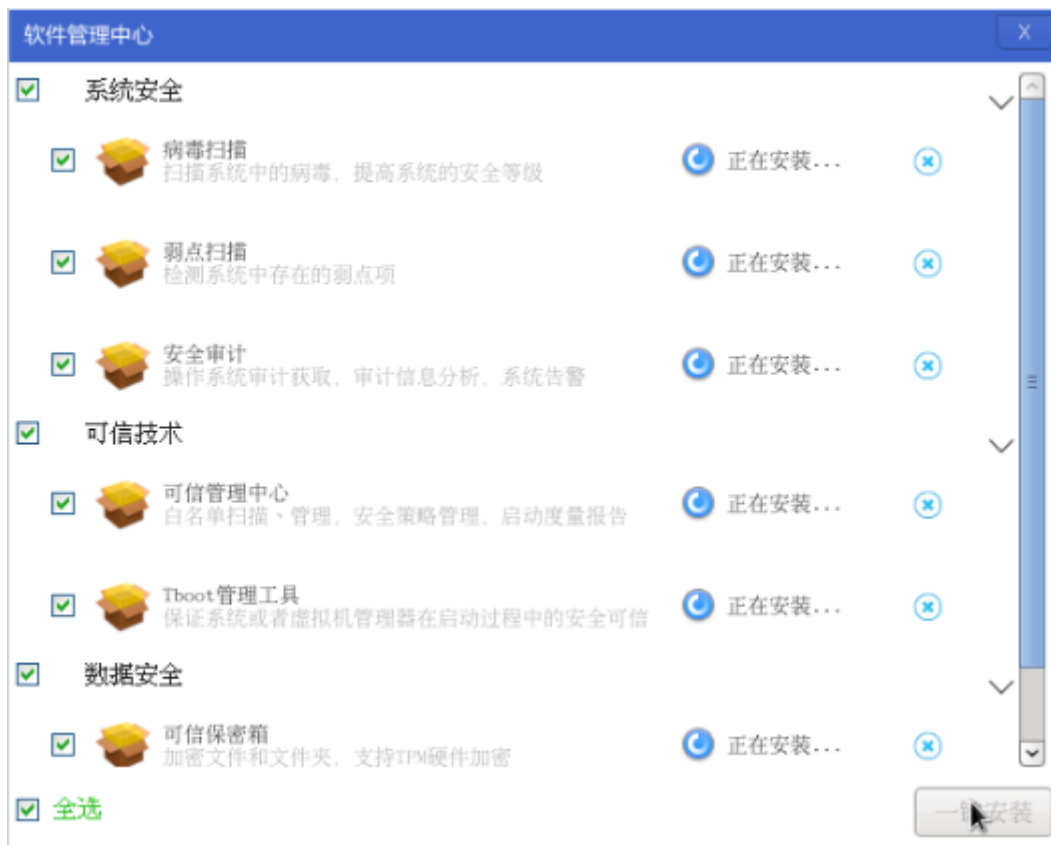 软件管理中心 X
系统安全
病毒扫描
扫描系统中的病毒，提高系统的安全等级
正在安装...
弱点扫描
检测系统中存在的弱点项
正在安装...
安全审计
操作系统审计获取，审计信息分析，系统告警
正在安装...
可信技术
可信管理中心
白名单扫描、管理，安全策略管理，启动度量报告
正在安装...
Tboot管理工具
保证系统或者虚拟机管理器在启动过程中的安全可信
正在安装...
数据安全
可信保密箱
加密文件和文件夹，支持TPM硬件加密
正在安装...
全选
一键安装